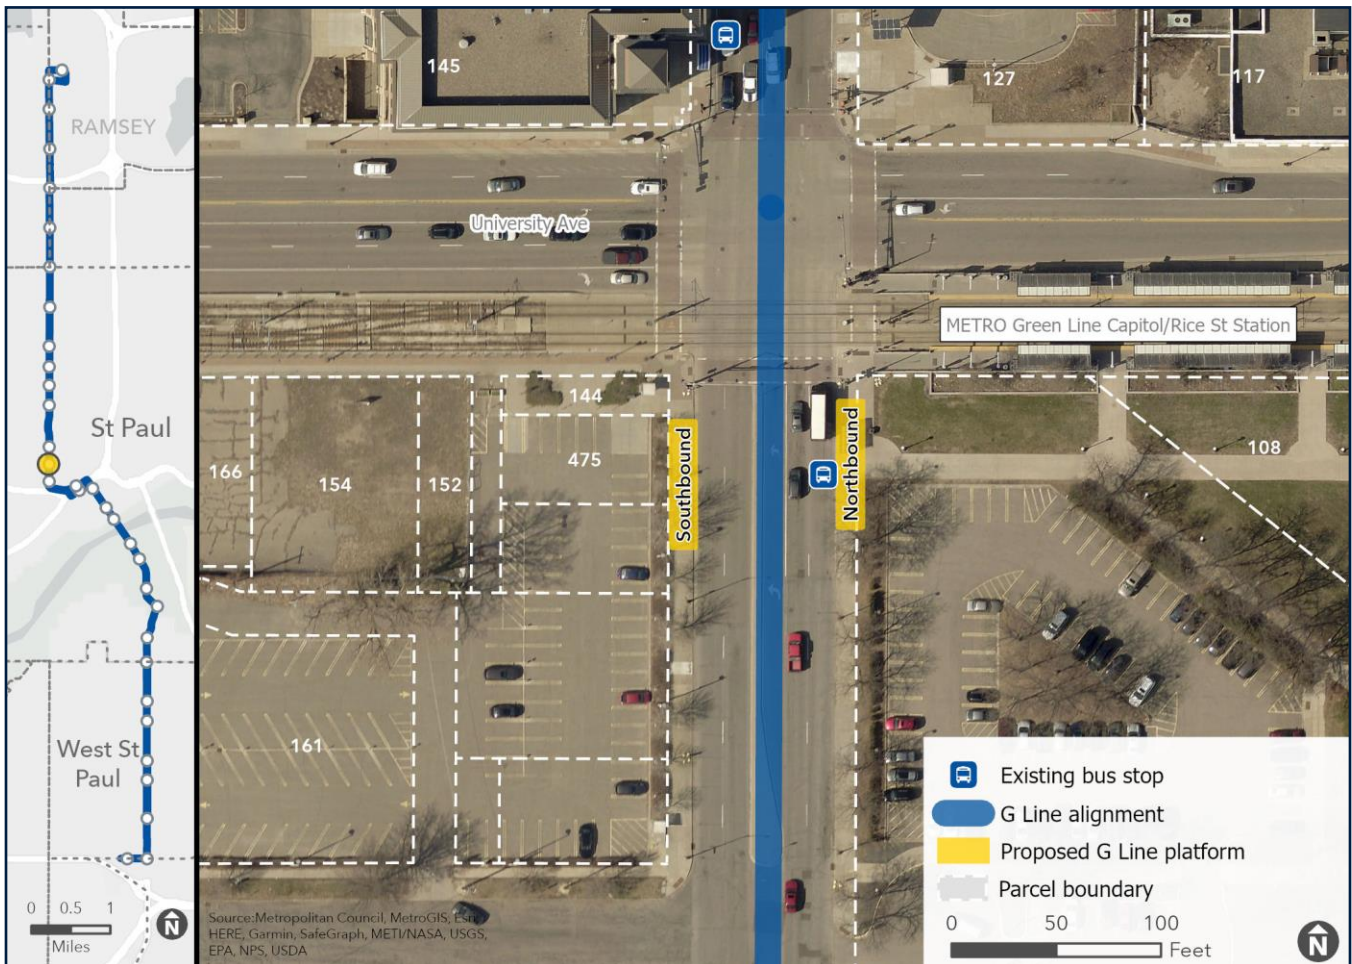 RAMSEY
St Paul
West St
Paul
0 0.5 1
Miles
N
145
127
117
University Ave
METRO Green Line Capitol/Rice St Station
144
475
166
154
152
108
Southbound
Northbound
161
Existing bus stop
G Line alignment
Proposed G Line platform
Parcel boundary
0 50 100
Feet
N
Source:Metropolitan Council, MetroGIS, Esri,
HERE, Garmin, SafeGraph, METI/NASA, USGS,
EPA, NPS, USDA